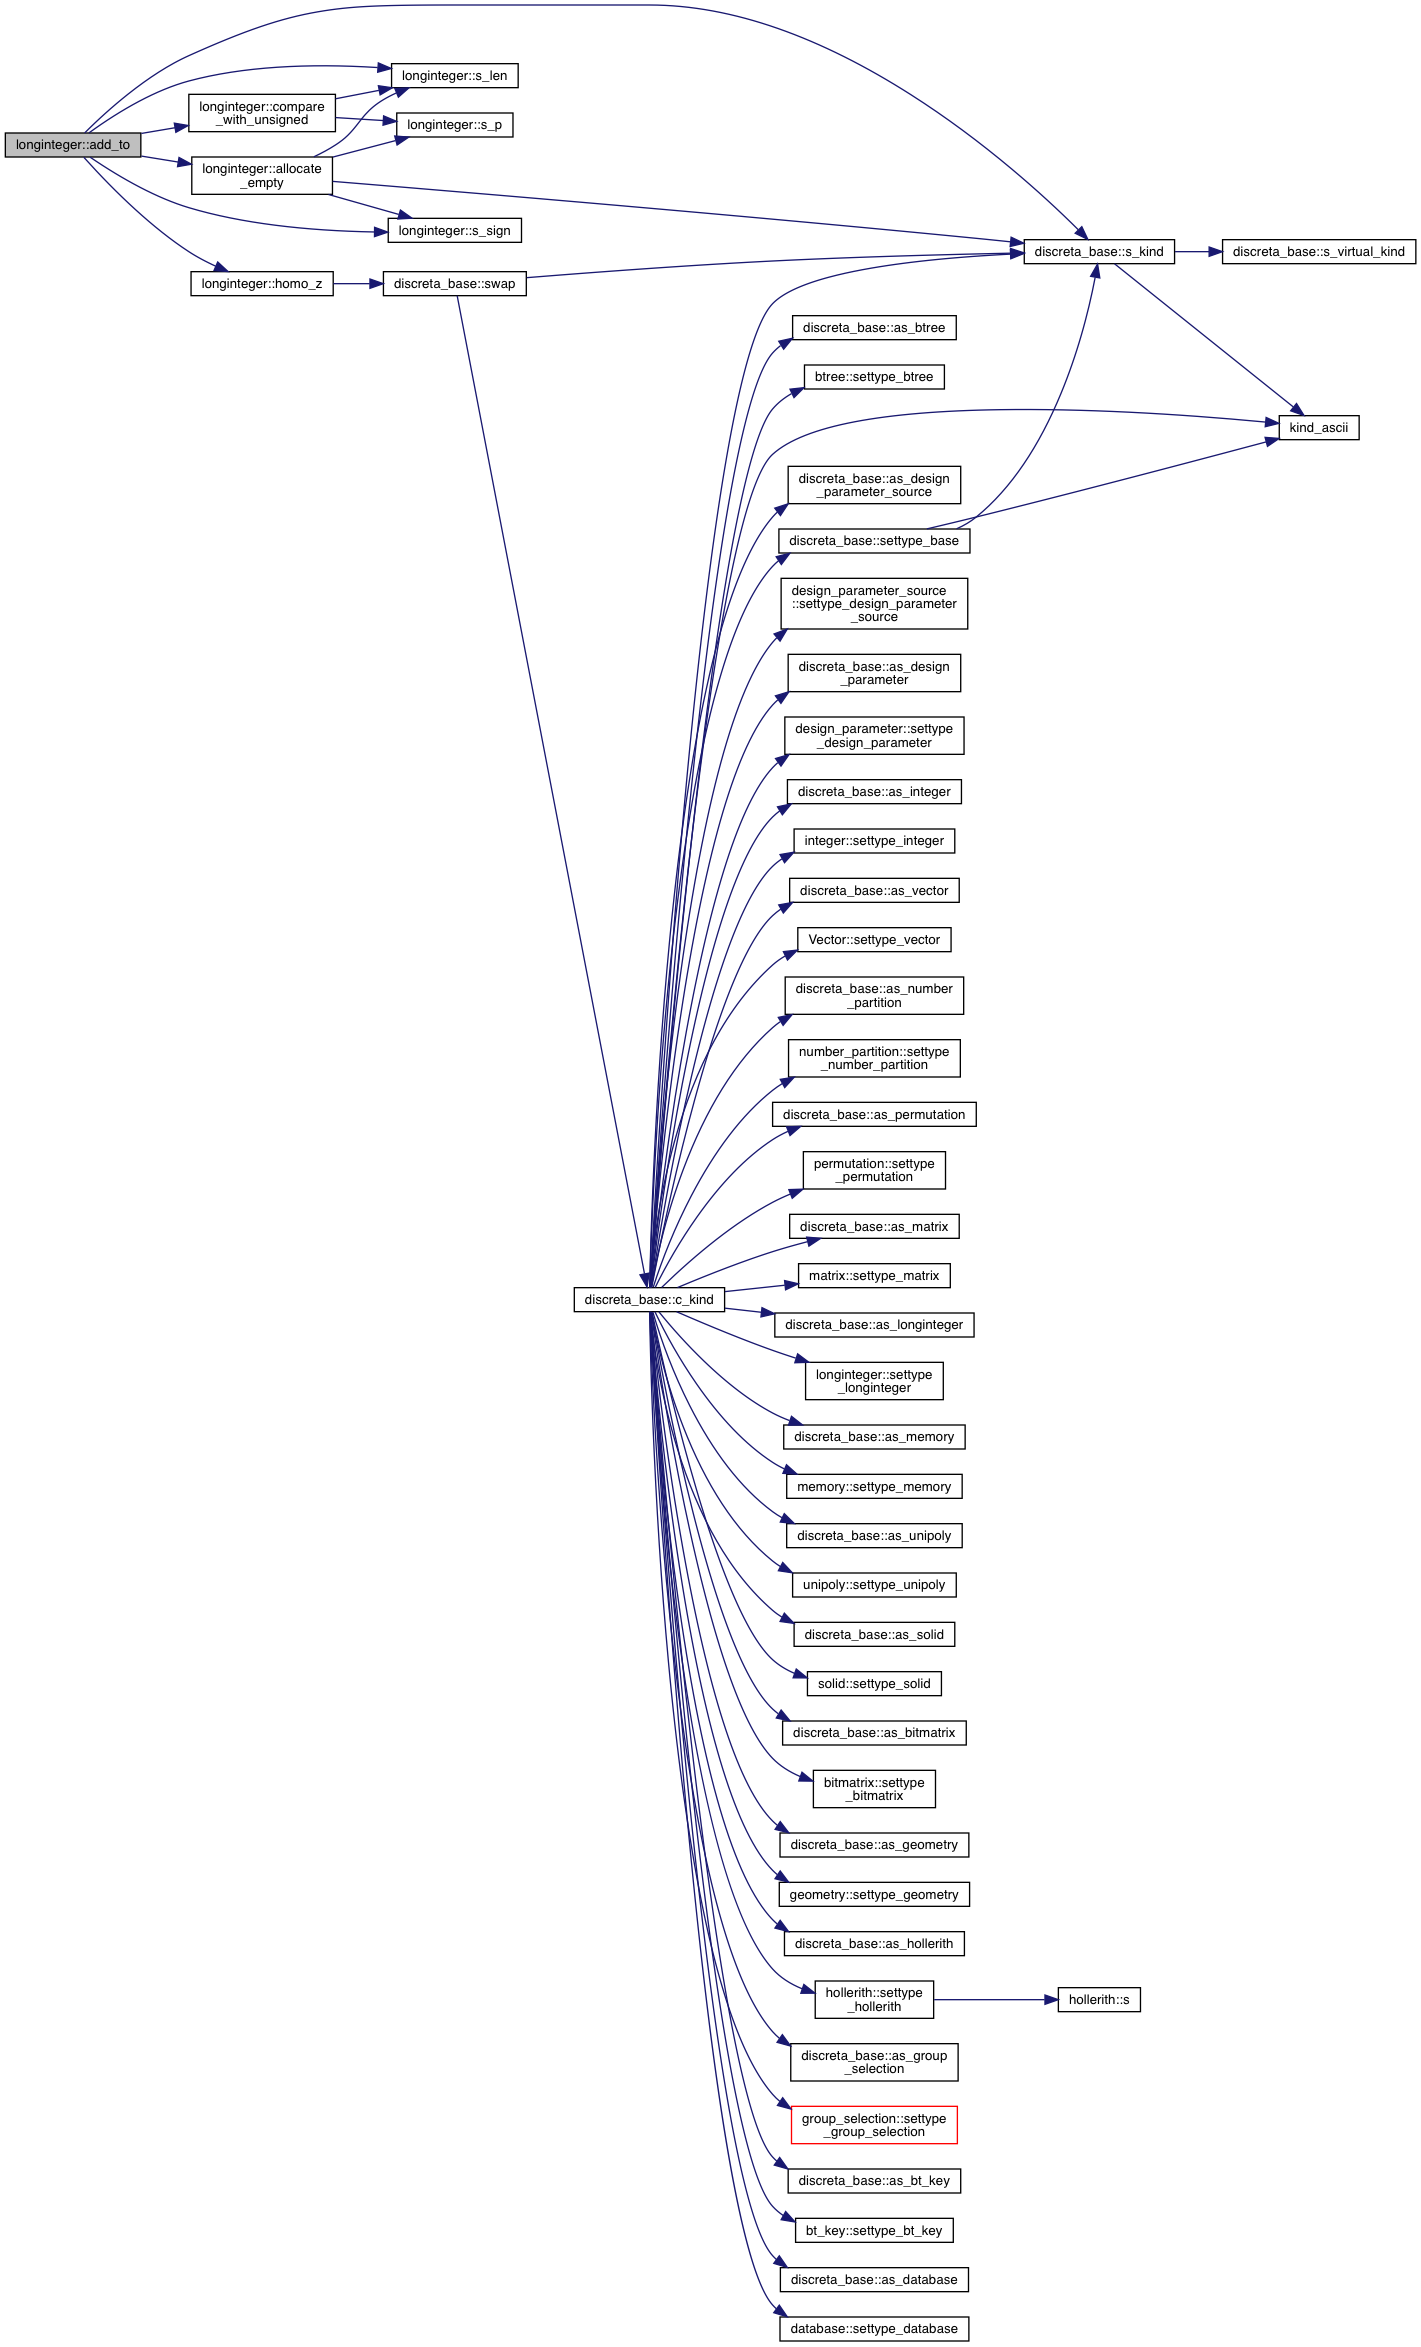 longinteger::add_to
longinteger::s_len
longinteger::compare
_with_unsigned
longinteger::s_p
longinteger::allocate
_empty
longinteger::s_sign
longinteger::homo_z
discreta_base::swap
discreta_base::s_kind
discreta_base::s_virtual_kind
kind_ascii
discreta_base::c_kind
discreta_base::as_btree
btree::settype_btree
discreta_base::as_design
_parameter_source
discreta_base::settype_base
design_parameter_source
::settype_design_parameter
_source
discreta_base::as_design
_parameter
design_parameter::settype
_design_parameter
discreta_base::as_integer
integer::settype_integer
discreta_base::as_vector
Vector::settype_vector
discreta_base::as_number
_partition
number_partition::settype
_number_partition
discreta_base::as_permutation
permutation::settype
_permutation
discreta_base::as_matrix
matrix::settype_matrix
discreta_base::as_longinteger
longinteger::settype
_longinteger
discreta_base::as_memory
memory::settype_memory
discreta_base::as_unipoly
unipoly::settype_unipoly
discreta_base::as_solid
solid::settype_solid
discreta_base::as_bitmatrix
bitmatrix::settype
_bitmatrix
discreta_base::as_geometry
geometry::settype_geometry
discreta_base::as_hollerith
hollerith::settype
_hollerith
hollerith::s
discreta_base::as_group
_selection
group_selection::settype
_group_selection
discreta_base::as_bt_key
bt_key::settype_bt_key
discreta_base::as_database
database::settype_database